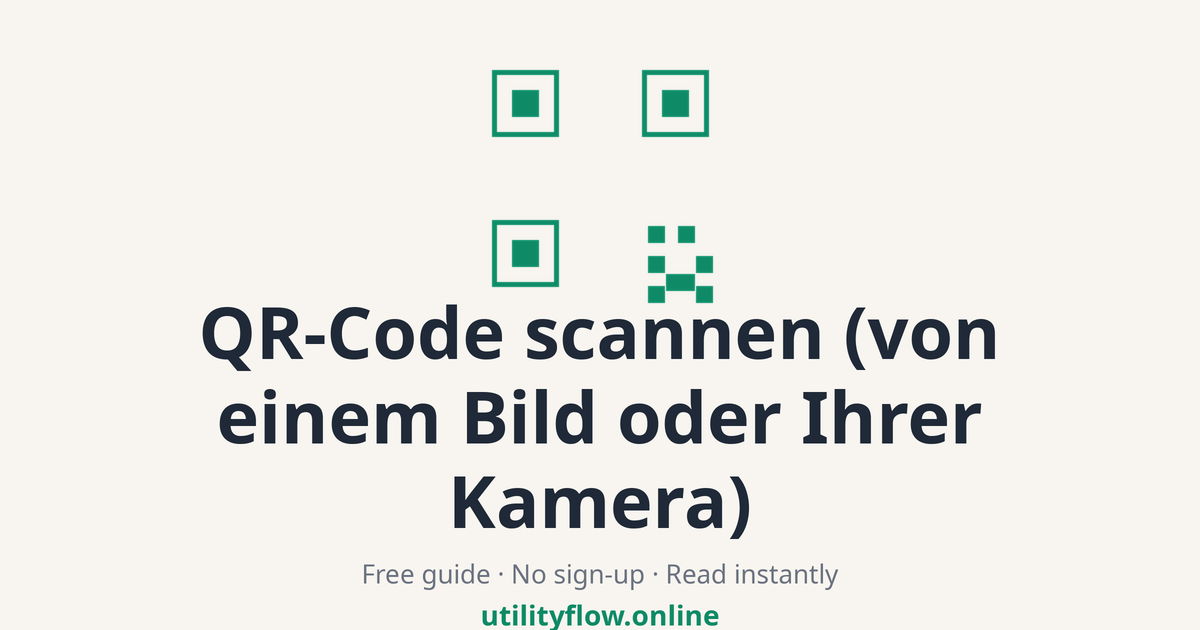 QR-Code scannen (von
einem Bild oder Ihrer
Kamera)
Free guide · No sign-up · Read instantly
utilityflow.online